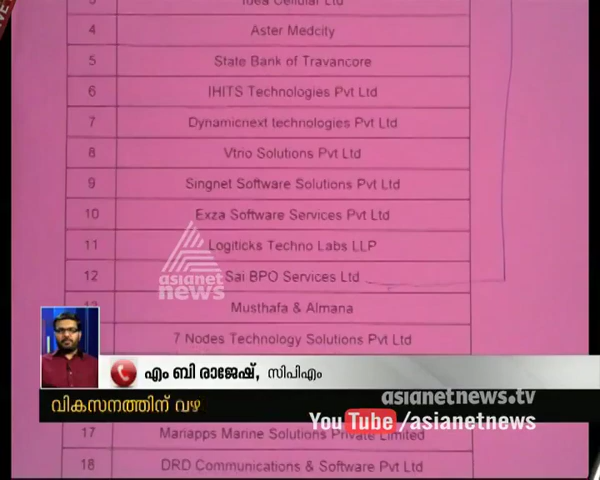 3 Idea Cellular Ltd
4 Aster Medcity
5 State Bank of Travancore
6 IHITS Technologies Pvt Ltd
7 Dynamicnext technologies Pvt Ltd
8 Vtrio Solutions Pvt Ltd
9 Singnet Software Solutions Pvt Ltd
10 Exza Software Services Pvt Ltd
11 Logiticks Techno Labs LLP
12 Sai BPO Services Ltd
asianet
news
13 Musthafa & Almana
7 Nodes Technology Solutions Pvt Ltd
എം ബി രാജേഷ്, സിപിഎം
asianetnews.tv
വികസനത്തിന് വഴ
YouTube /asianetnews
17 Mariapps Marine Solutions Private Limited
18 DRD Communications & Software Pvt Ltd